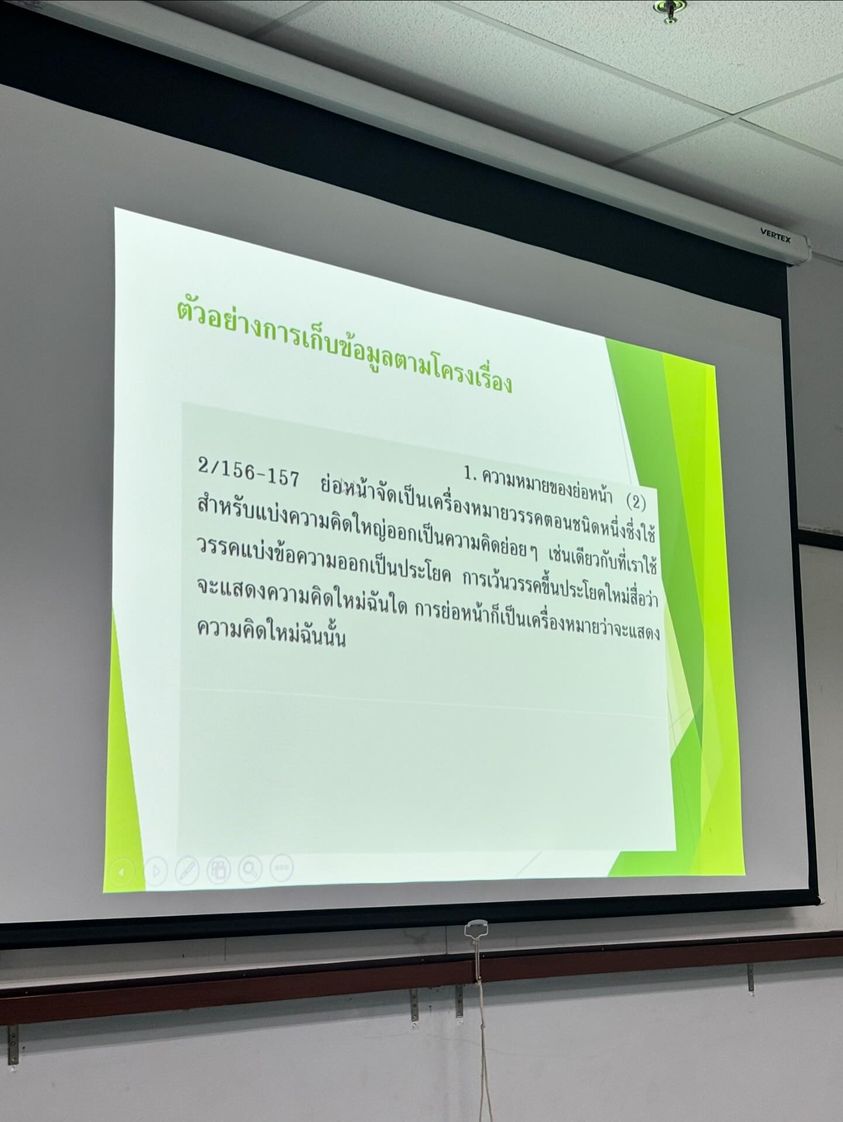 VERTEX
ตัวอย่างการเก็บข้อมูลตามโครงเรื่อง
1. ความหมายของย่อหน้า (2)
2/156-157 ย่อหน้าจัดเป็นเครื่องหมายวรรคตอนชนิดหนึ่งซึ่งใช้
สำหรับแบ่งความคิดใหญ่ออกเป็นความคิดย่อยๆ เช่นเดียวกับที่เราใช้
วรรคแบ่งข้อความออกเป็นประโยค การเว้นวรรคขึ้นประโยคใหม่สื่อว่า
จะแสดงความคิดใหม่ฉันใด การย่อหน้าก็เป็นเครื่องหมายว่าจะแสดง
ความคิดใหม่ฉันนั้น